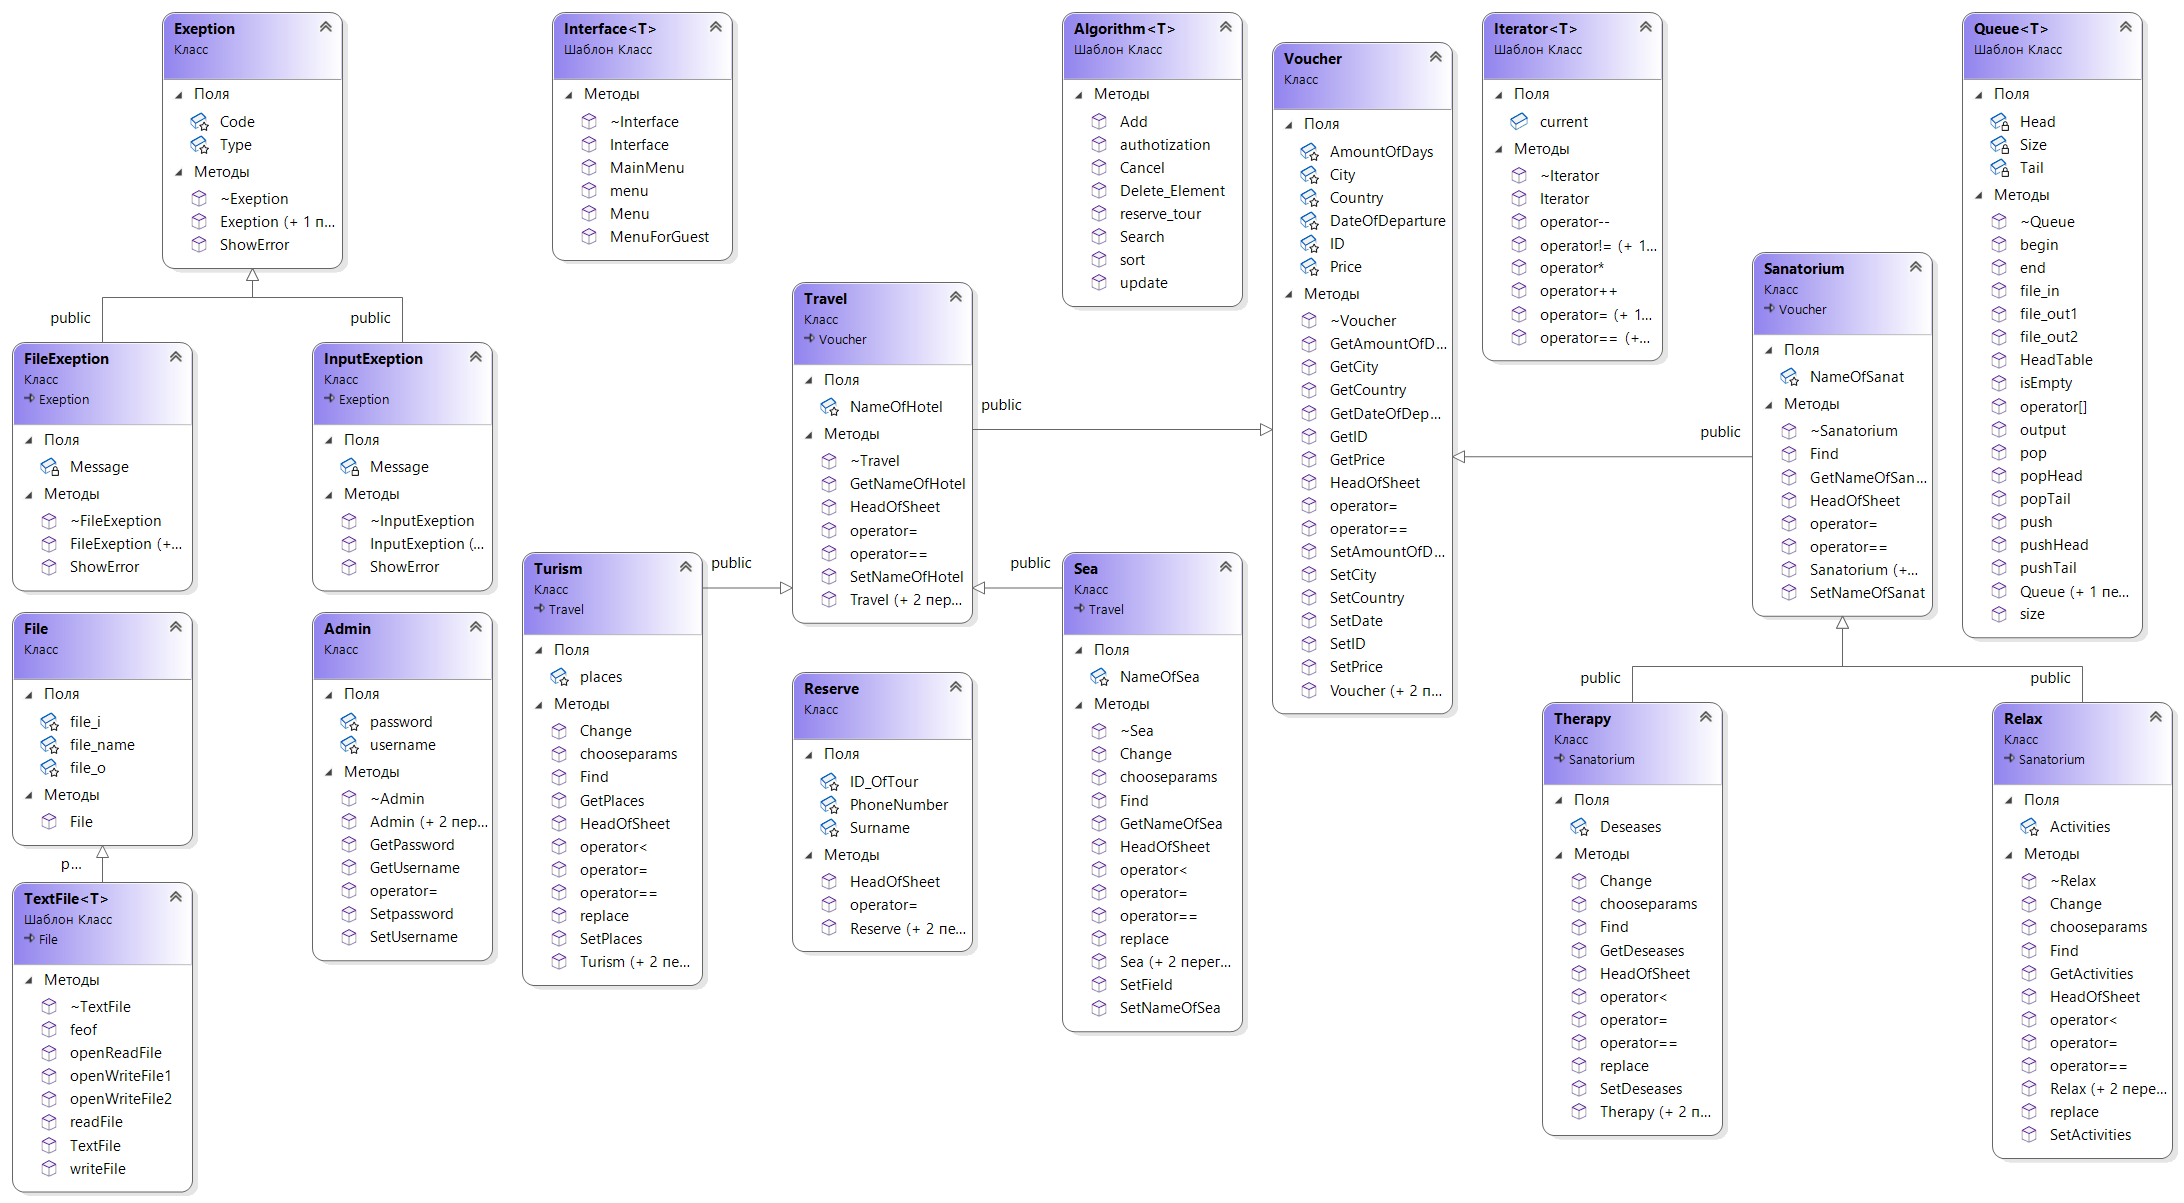 Exeption
Класс
Поля
Code
Type
Методы
~Exeption
Exeption (+ 1 п...
ShowError
Interface<T>
Шаблон Класс
Методы
~Interface
Interface
MainMenu
menu
Menu
MenuForGuest
Algorithm<T>
Шаблон Класс
Методы
Add
authotization
Cancel
Delete_Element
reserve_tour
Search
sort
update
Voucher
Класс
Поля
AmountOfDays
City
Country
DateOfDeparture
ID
Price
Методы
~Voucher
GetAmountOfD...
GetCity
GetCountry
GetDateOfDep...
GetID
GetPrice
HeadOfSheet
operator=
operator==
SetAmountOfD...
SetCity
SetCountry
SetDate
SetID
SetPrice
Voucher (+ 2 п...
Iterator<T>
Шаблон Класс
Поля
current
Методы
~Iterator
Iterator
operator--
operator!= (+ 1...
operator*
operator++
operator= (+ 1...
operator== (+...
Queue<T>
Шаблон Класс
Поля
Head
Size
Tail
Методы
~Queue
begin
end
file_in
file_out1
file_out2
HeadTable
isEmpty
operator[]
output
pop
popHead
popTail
push
pushHead
pushTail
Queue (+ 1 пе...
size
Sanatorium
Класс
Voucher
Поля
NameOfSanat
Методы
~Sanatorium
Find
GetNameOfSan...
HeadOfSheet
operator=
operator==
Sanatorium (+...
SetNameOfSanat
Travel
Класс
Voucher
Поля
NameOfHotel
Методы
~Travel
GetNameOfHotel
HeadOfSheet
operator=
operator==
SetNameOfHotel
Travel (+ 2 пер...
public
public
public
public
FileExeption
Класс
Exeption
Поля
Message
Методы
~FileExeption
FileExeption (+...
ShowError
InputExeption
Класс
Exeption
Поля
Message
Методы
~InputExeption
InputExeption (...
ShowError
public
public
Turism
Класс
Travel
Поля
places
Методы
Change
chooseparams
Find
GetPlaces
HeadOfSheet
operator<
operator=
operator==
replace
SetPlaces
Turism (+ 2 пе...
Sea
Класс
Travel
Поля
NameOfSea
Методы
~Sea
Change
chooseparams
Find
GetNameOfSea
HeadOfSheet
operator<
operator=
operator==
replace
Sea (+ 2 перег...
SetField
SetNameOfSea
File
Класс
Поля
file_i
file_name
file_o
Методы
File
Admin
Класс
Поля
password
username
Методы
~Admin
Admin (+ 2 пер...
GetPassword
GetUsername
operator=
Setpassword
SetUsername
Reserve
Класс
Поля
ID_OfTour
PhoneNumber
Surname
Методы
HeadOfSheet
operator=
Reserve (+ 2 пе...
public
public
Therapy
Класс
Sanatorium
Поля
Deseases
Методы
Change
chooseparams
Find
GetDeseases
HeadOfSheet
operator<
operator=
operator==
replace
SetDeseases
Therapy (+ 2 п...
Relax
Класс
Sanatorium
Поля
Activities
Методы
~Relax
Change
chooseparams
Find
GetActivities
HeadOfSheet
operator<
operator=
operator==
Relax (+ 2 пере...
replace
SetActivities
p...
TextFile<T>
Шаблон Класс
File
Методы
~TextFile
feof
openReadFile
openWriteFile1
openWriteFile2
readFile
TextFile
writeFile